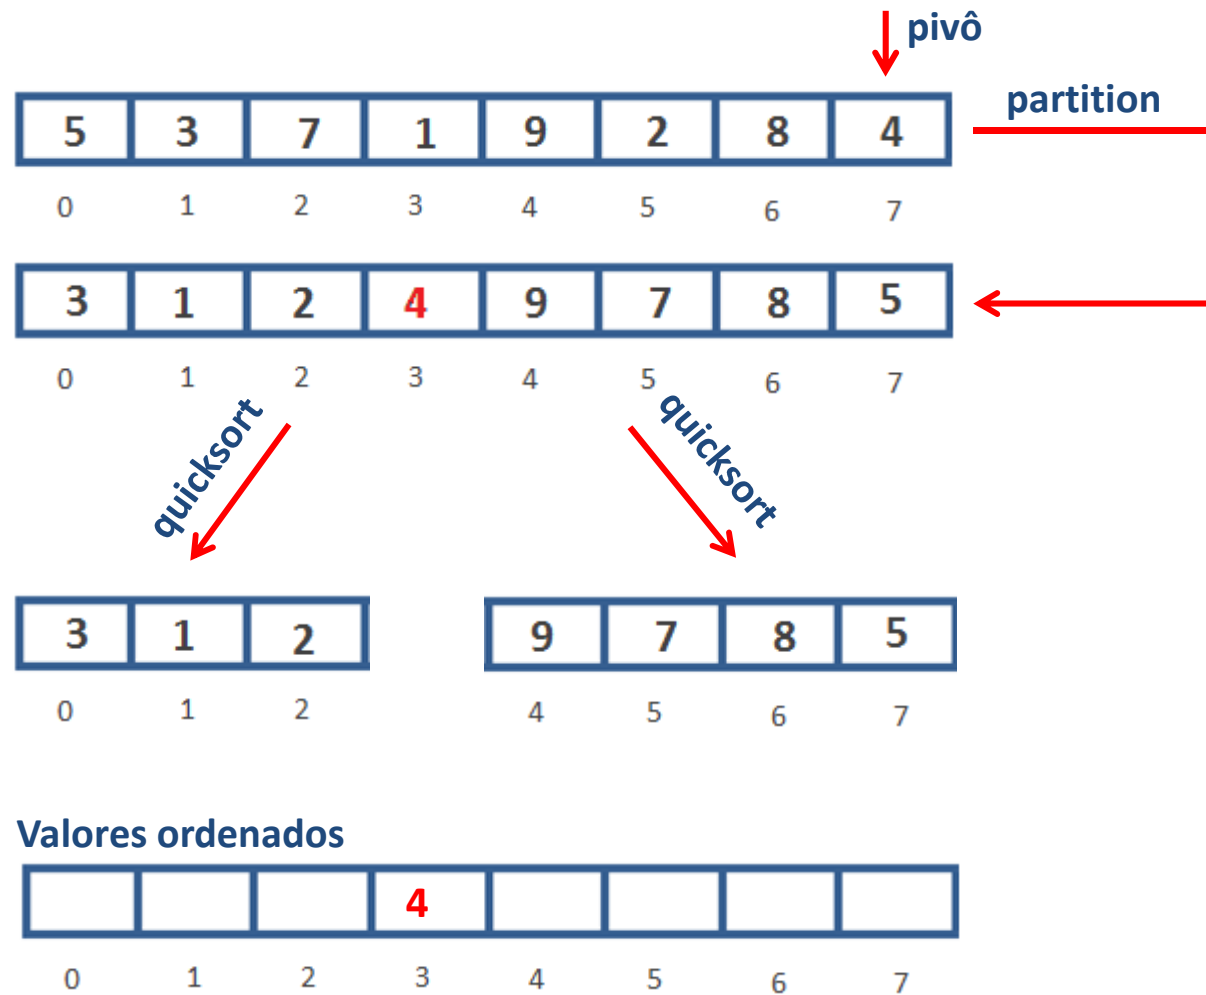 pivô
partition
5 3 7 1 9 2 8 4
0 1 2 3 4 5 6 7
3 1 2 4 9 7 8 5
0 1 2 3 4 5 6 7
quicksort quicksort
3 1 2 9 7 8 5
0 1 2 4 5 6 7
Valores ordenados
4
0 1 2 3 4 5 6 7